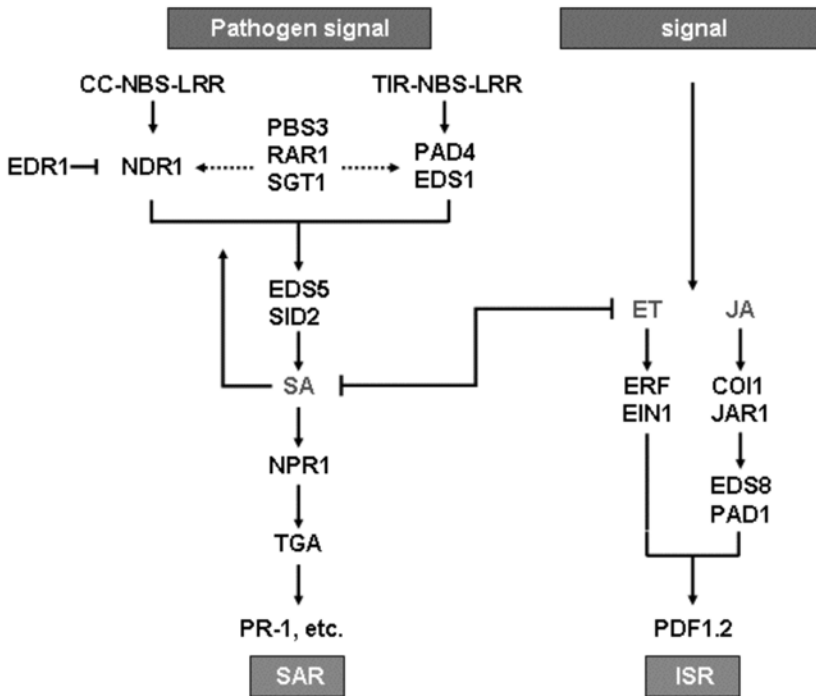 Pathogen signal
signal
CC-NBS-LRR
TIR-NBS-LRR
PBS3
RAR1
SGT1
EDR1
NDR1
PAD4
EDS1
EDS5
SID2
SA
NPR1
TGA
PR-1, etc.
SAR
ET
JA
ERF
EIN1
COI1
JAR1
EDS8
PAD1
PDF1.2
ISR